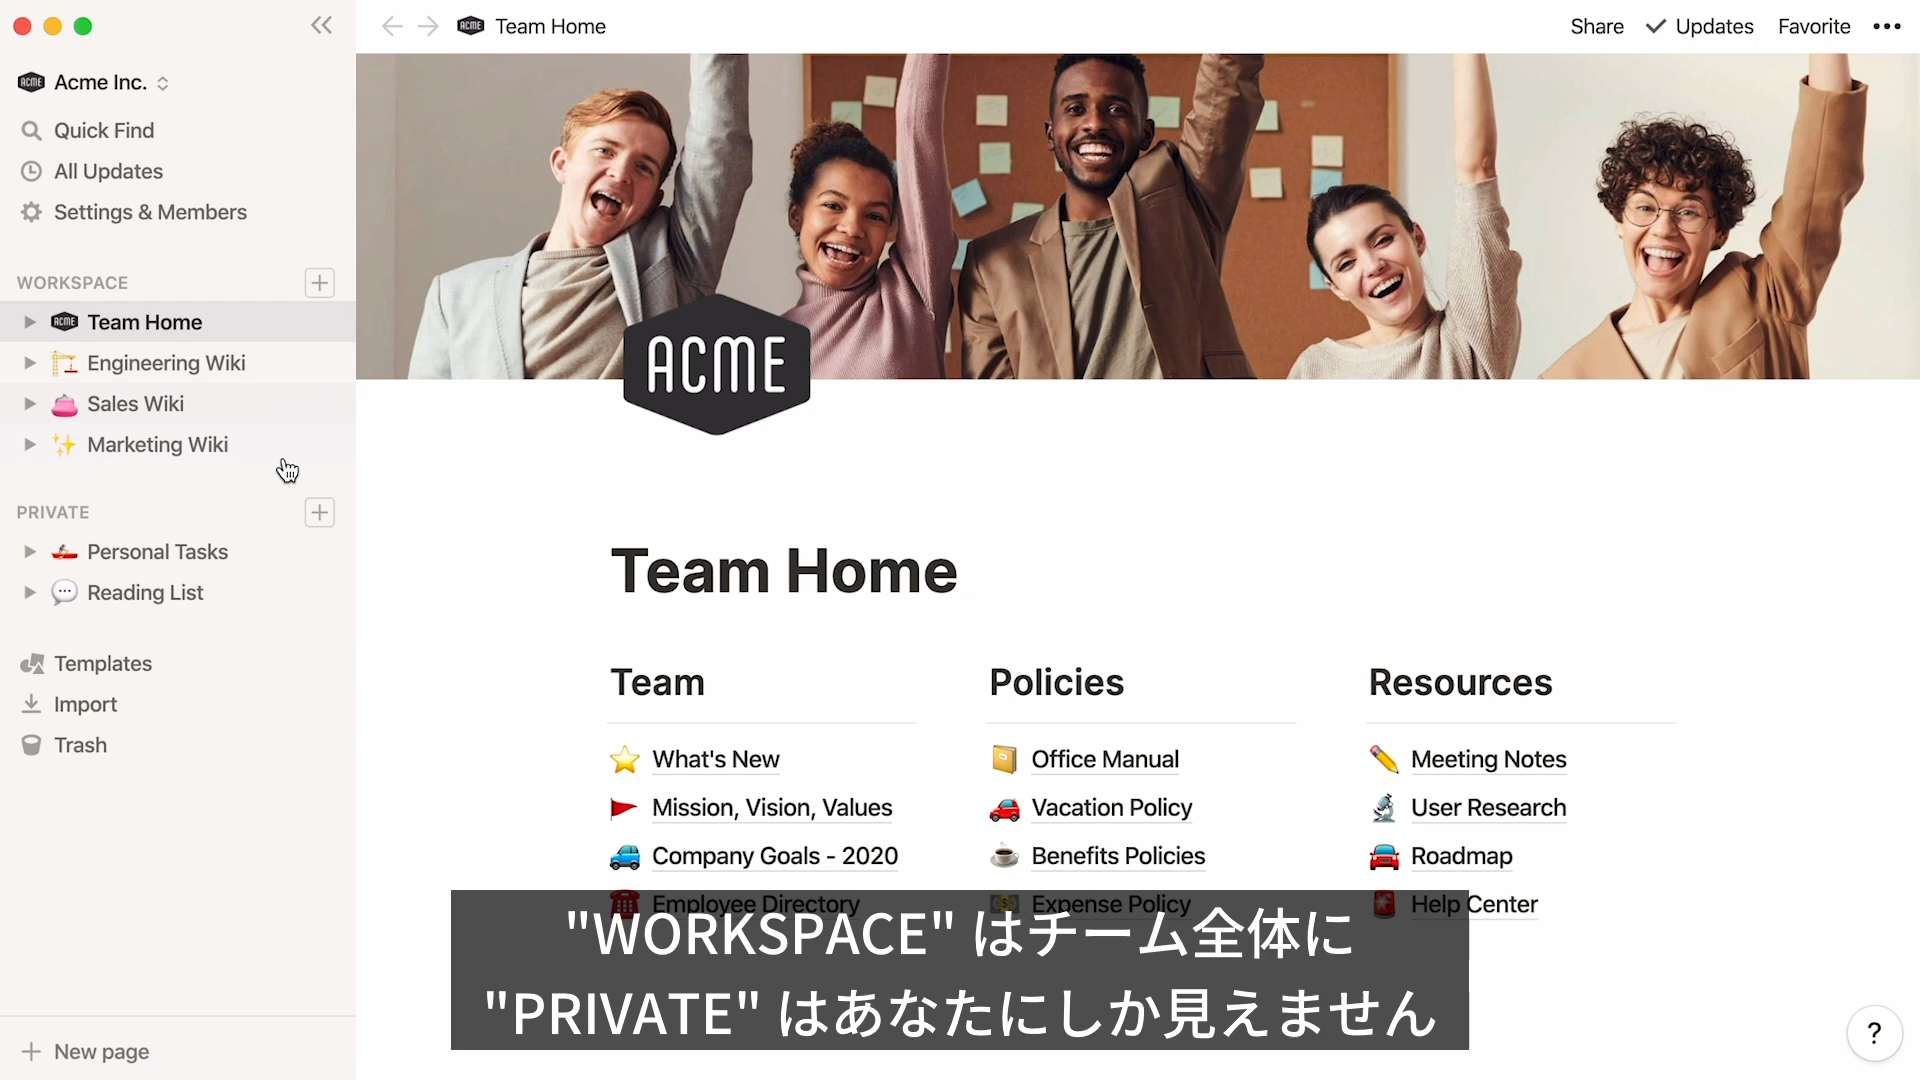 Team Home
Share
Updates
Favorite
ACME
Acme Inc.
Quick Find
All Updates
Settings & Members
WORKSPACE
Team Home
Engineering Wiki
Sales Wiki
Marketing Wiki
PRIVATE
Personal Tasks
Reading List
Templates
Import
Trash
New page
ACME
Team Home
Team
What's New
Mission, Vision, Values
Company Goals - 2020
Employee Directory
Policies
Office Manual
Vacation Policy
Benefits Policies
Expense Policy
Resources
Meeting Notes
User Research
Roadmap
Help Center
"WORKSPACE" はチーム全体に
"PRIVATE" はあなたにしか見えません
?